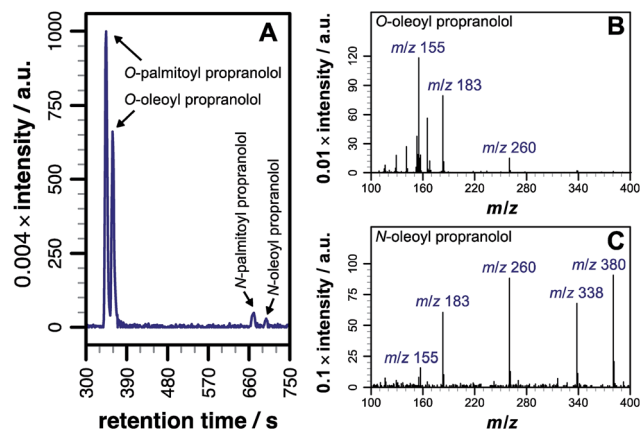 A
0.004 × intensity / a.u.
1000
750
500
250
0
O-palmitoyl propranolol
O-oleoyl propranolol
N-palmitoyl propranolol
N-oleoyl propranolol
300 390 480 570 660 750
retention time / s
O-oleoyl propranolol
B
0.01 × intensity / a.u.
120
90
60
30
0
m/z 155
m/z 183
m/z 260
100 160 220 280 340 400
m/z
N-oleoyl propranolol
C
0.1 × intensity / a.u.
100
75
50
25
0
m/z 380
m/z 260
m/z 338
m/z 183
m/z 155
100 160 220 280 340 400
m/z